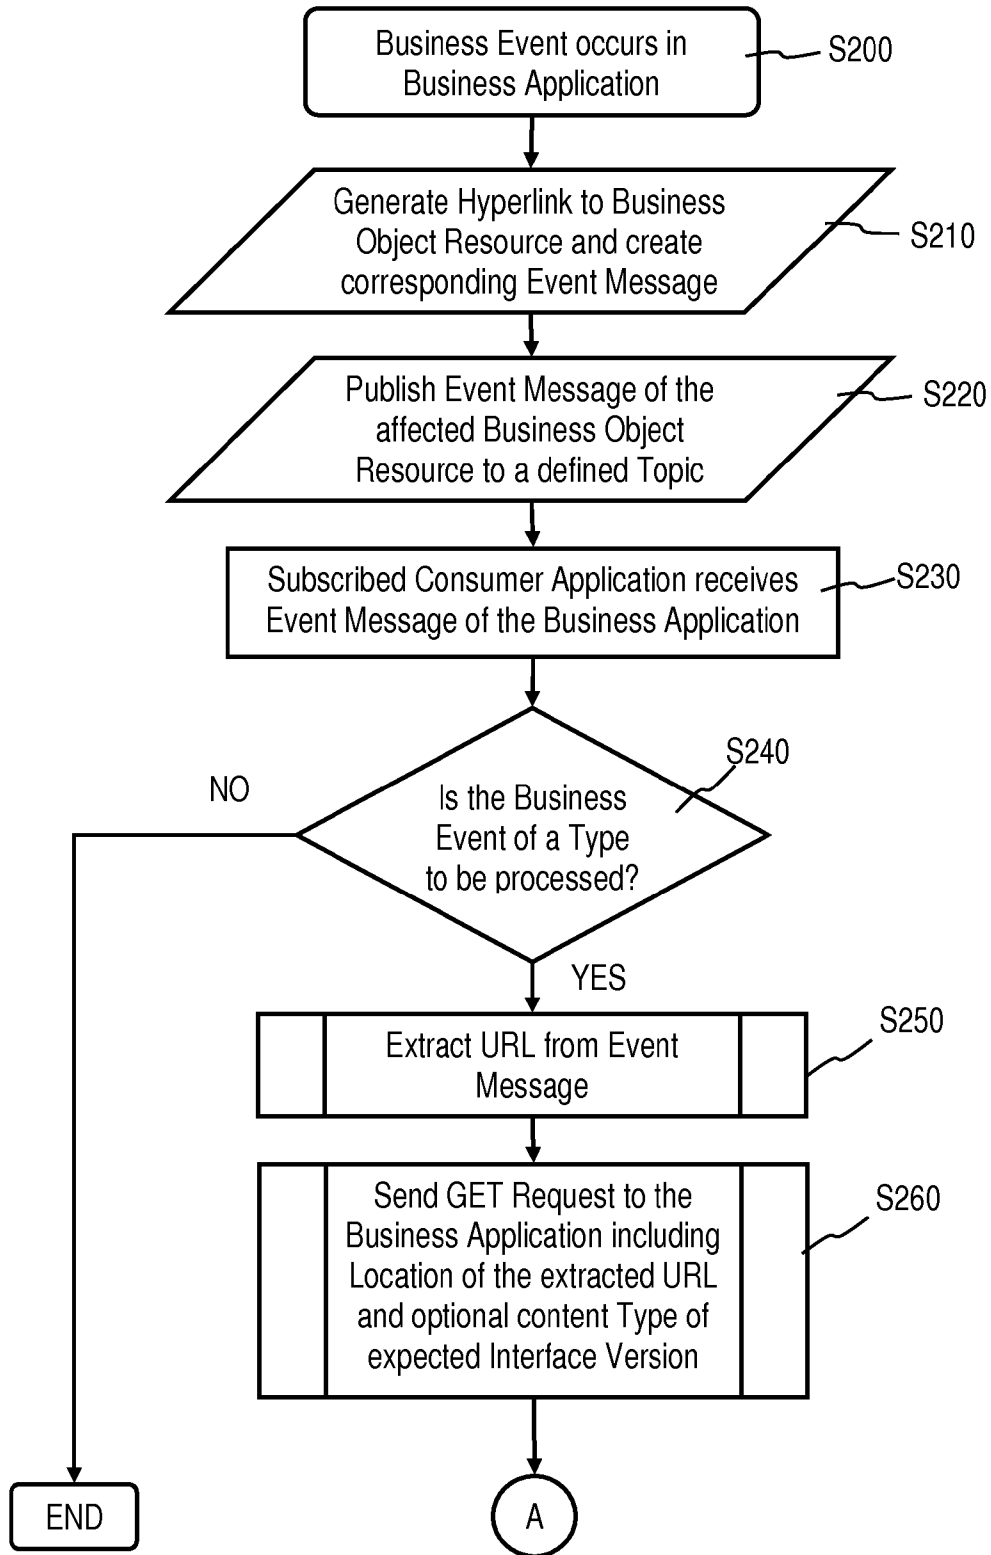 Business Event occurs in
Business Application
S200
Generate Hyperlink to Business
Object Resource and create
corresponding Event Message
S210
Publish Event Message of the
affected Business Object
Resource to a defined Topic
S220
Subscribed Consumer Application receives
Event Message of the Business Application
S230
S240
NO
Is the Business
Event of a Type
to be processed?
YES
Extract URL from Event
Message
S250
Send GET Request to the
Business Application including
Location of the extracted URL
and optional content Type of
expected Interface Version
S260
END
A